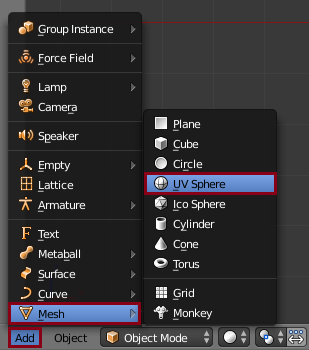 Group Instance
Force Field
Lamp
Camera
Speaker
Empty
Lattice
Armature
Text
Metaball
Surface
Curve
Mesh
Plane
Cube
Circle
UV Sphere
Ico Sphere
Cylinder
Cone
Torus
Grid
Monkey
Add Object Object Mode